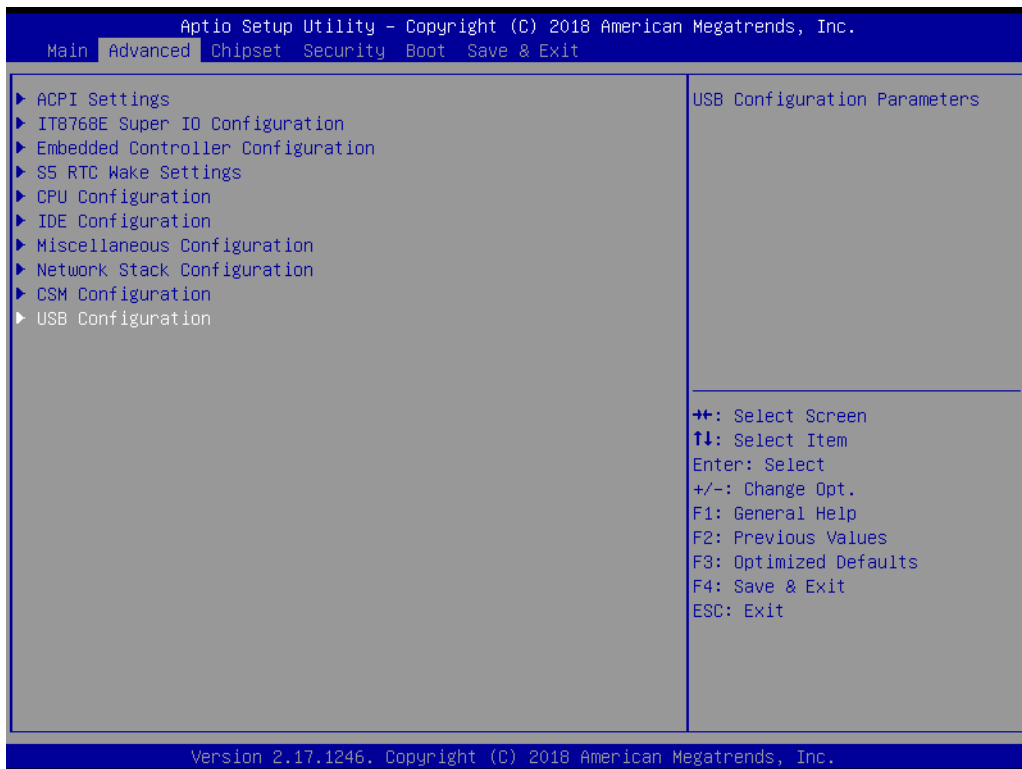 Aptio Setup Utility – Copyright (C) 2018 American Megatrends, Inc.
Main Advanced Chipset Security Boot Save & Exit
▶ ACPI Settings
▶ IT8768E Super IO Configuration
▶ Embedded Controller Configuration
▶ S5 RTC Wake Settings
▶ CPU Configuration
▶ IDE Configuration
▶ Miscellaneous Configuration
▶ Network Stack Configuration
▶ CSM Configuration
▶ USB Configuration
USB Configuration Parameters
→←: Select Screen
↑↓: Select Item
Enter: Select
+/-: Change Opt.
F1: General Help
F2: Previous Values
F3: Optimized Defaults
F4: Save & Exit
ESC: Exit
Version 2.17.1246. Copyright (C) 2018 American Megatrends, Inc.